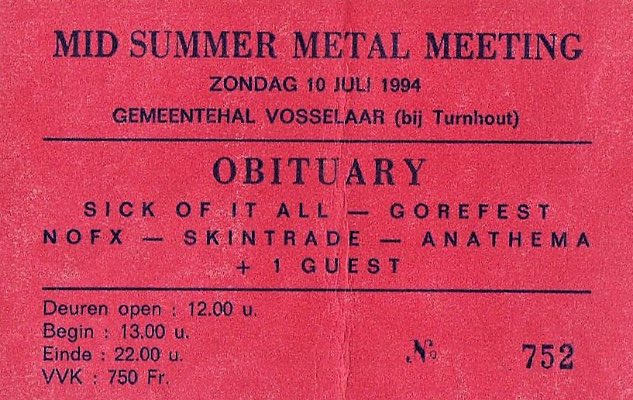 MID SUMMER METAL MEETING
ZONDAG 10 JULI 1994
GEMEENTEHAL VOSSELAAR (bij Turnhout)
OBITUARY
SICK OF IT ALL — GOREFEST
NOFX — SKINTRADE — ANATHEMA
+ 1 GUEST
Deuren open : 12.00 u.
Begin : 13.00 u.
Einde : 22.00 u.
VVK : 750 Fr.
№ 752